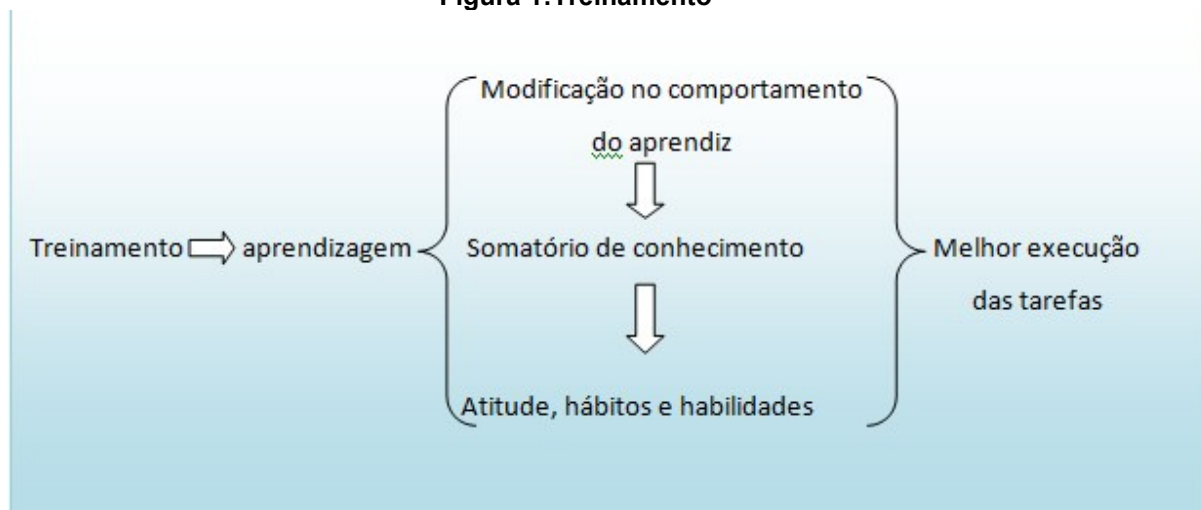 Figura 1:Treinamento
Modificação no comportamento
do aprendiz
Treinamento aprendizagem Somatório de conhecimento Melhor execução
das tarefas
Atitude, hábitos e habilidades